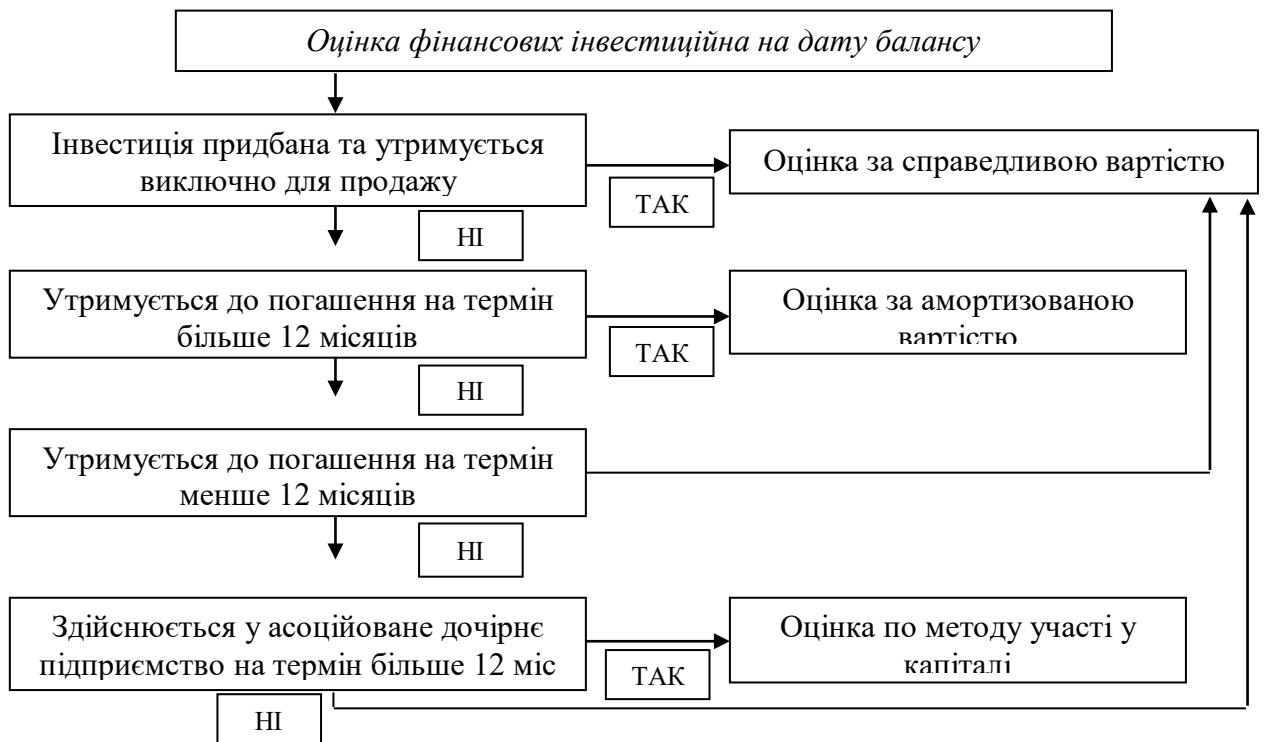 Оцінка фінансових інвестиційна на дату балансу
Інвестиція придбана та утримується
виключно для продажу
Оцінка за справедливою вартістю
ТАК
НІ
Утримується до погашення на термін
більше 12 місяців
Оцінка за амортизованою
вартістю
ТАК
НІ
Утримується до погашення на термін
менше 12 місяців
НІ
Здійснюється у асоційоване дочірнє
підприємство на термін більше 12 міс
Оцінка по методу участі у
капіталі
ТАК
НІ